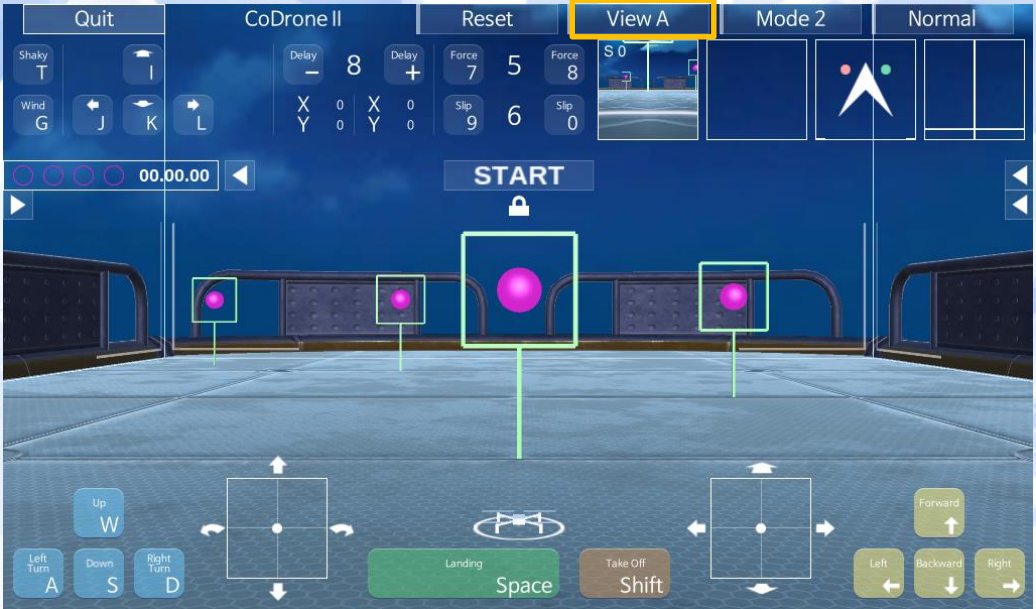 Quit CoDrone II Reset View A Mode 2 Normal
Shaky T I Delay − 8 Delay + Force 7 5 Force 8 S 0
Wind G J K L X 0 X 0 Slip 9 6 Slip 0
Y 0 Y 0
00.00.00 START
Up W Forward
Left Turn A Down S Right Turn D Landing Space Take Off Shift Left Backward Right